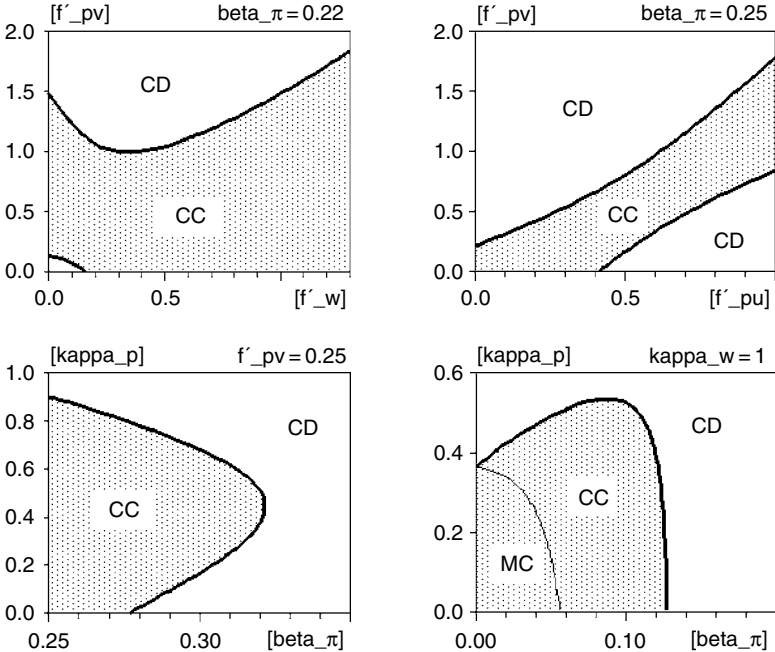 [f´_pv] beta_π = 0.22
2.0
1.5
1.0
0.5
0.0
CD
CC
0.0 0.5 [f´_w]
[f´_pv] beta_π = 0.25
2.0
1.5
1.0
0.5
0.0
CD
CC
CD
0.0 0.5 [f´_pu]
[kappa_p] f´_pv = 0.25
1.0
0.8
0.6
0.4
0.2
0.0
CD
CC
0.25 0.30 [beta_π]
[kappa_p] kappa_w = 1
0.6
0.4
0.2
0.0
CD
CC
MC
0.00 0.10 [beta_π]